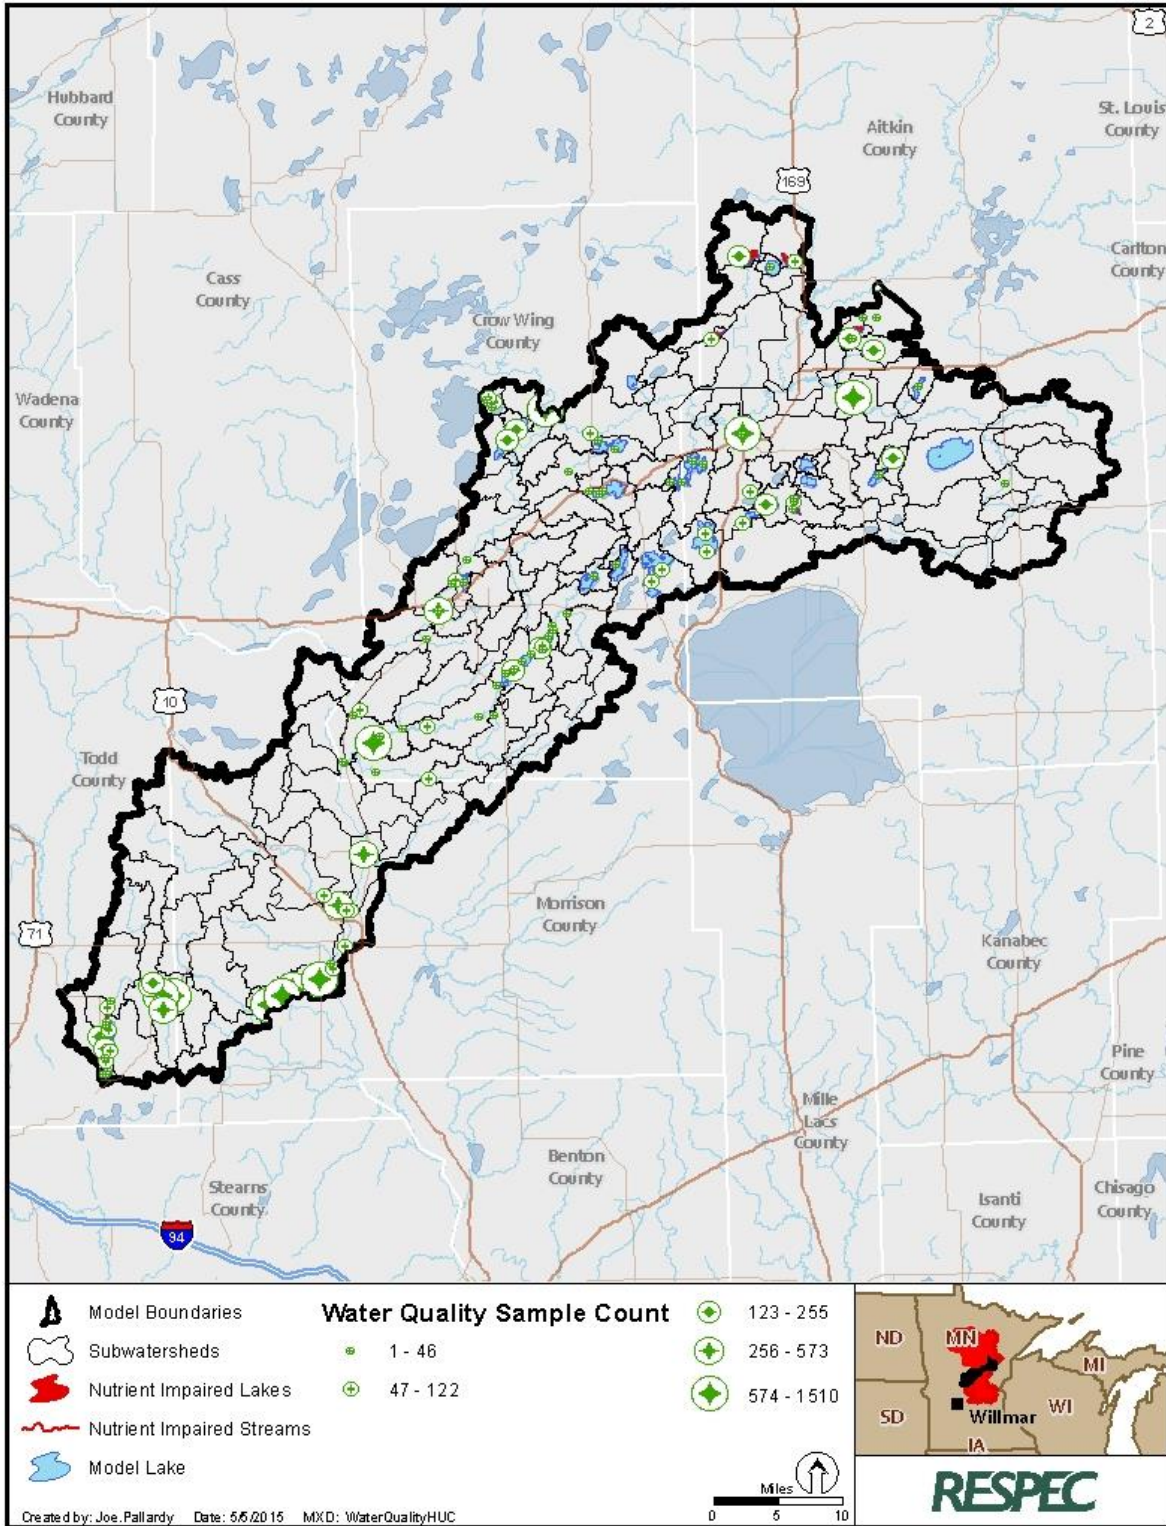 2
Hubbard
County
St. Louis
County
Aitkin
County
169
Carlton
County
Cass
County
Crow Wing
County
Wadena
County
10
Todd
County
Morrison
County
71
Kanabec
County
Pine
County
Mille
Lacs
County
Benton
County
Stearns
County
Isanti
County
Chisago
County
94
Model Boundaries
Subwatersheds
Nutrient Impaired Lakes
Nutrient Impaired Streams
Model Lake
Water Quality Sample Count
1 - 46
47 - 122
123 - 255
256 - 573
574 - 1510
Miles
0 5 10
ND
MN
MI
SD
WI
Willmar
IA
RESPEC
Created by: Joe.Pallardy Date: 5/5/2015 MXD: WaterQualityHUC